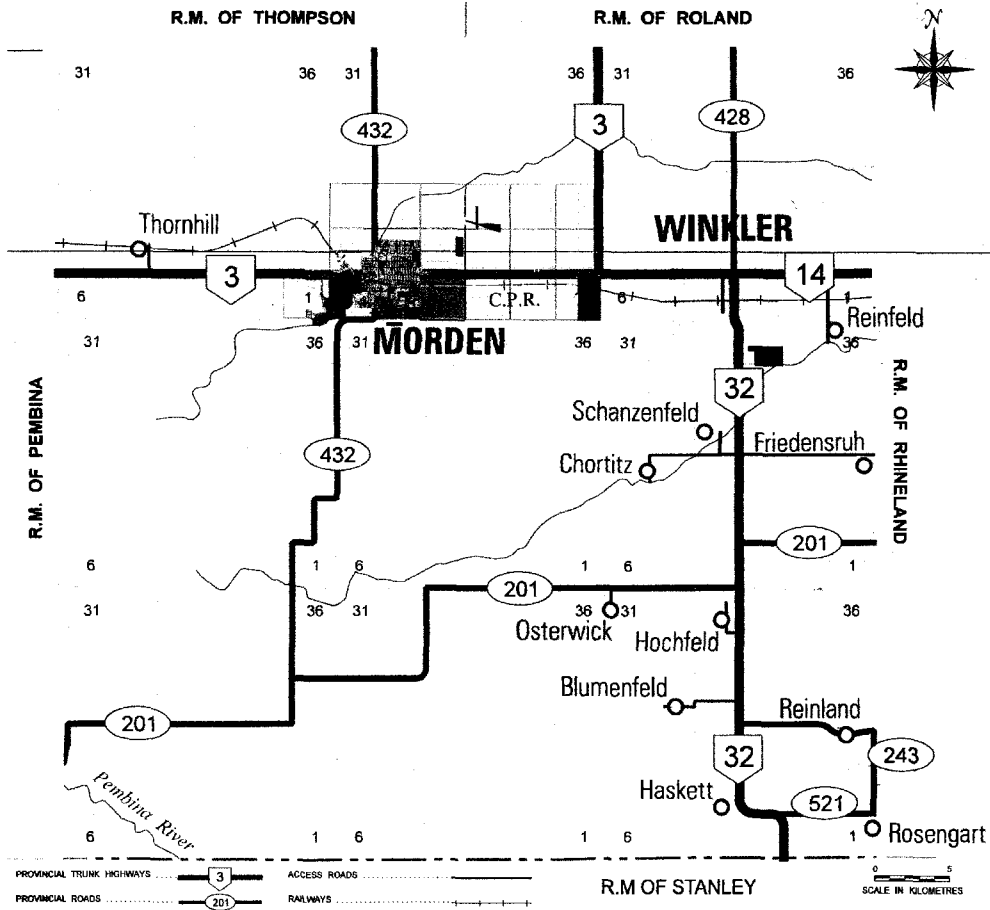 R.M. OF THOMPSON
R.M. OF ROLAND
N
31 36 31 36 31 36
432
3
428
Thornhill
WINKLER
3
14
6 1 C.P.R. 6 1
Reinfeld
31 36 31 36 31 36
MORDEN
R.M. OF PEMBINA
R.M. OF RHINELAND
32
Schanzenfeld
Friedensruh
432
Chortitz
201
6 1 6 1 6 1
201
31 36 31 36 31 36
Osterwick
Hochfeld
Blumenfeld
Reinland
201
32
243
Pembina River
Haskett
521
6 1 6 1 6 1
Rosengart
PROVINCIAL TRUNK HIGHWAYS 3
ACCESS ROADS
PROVINCIAL ROADS 201
RAILWAYS
R.M OF STANLEY
0 5
SCALE IN KILOMETRES